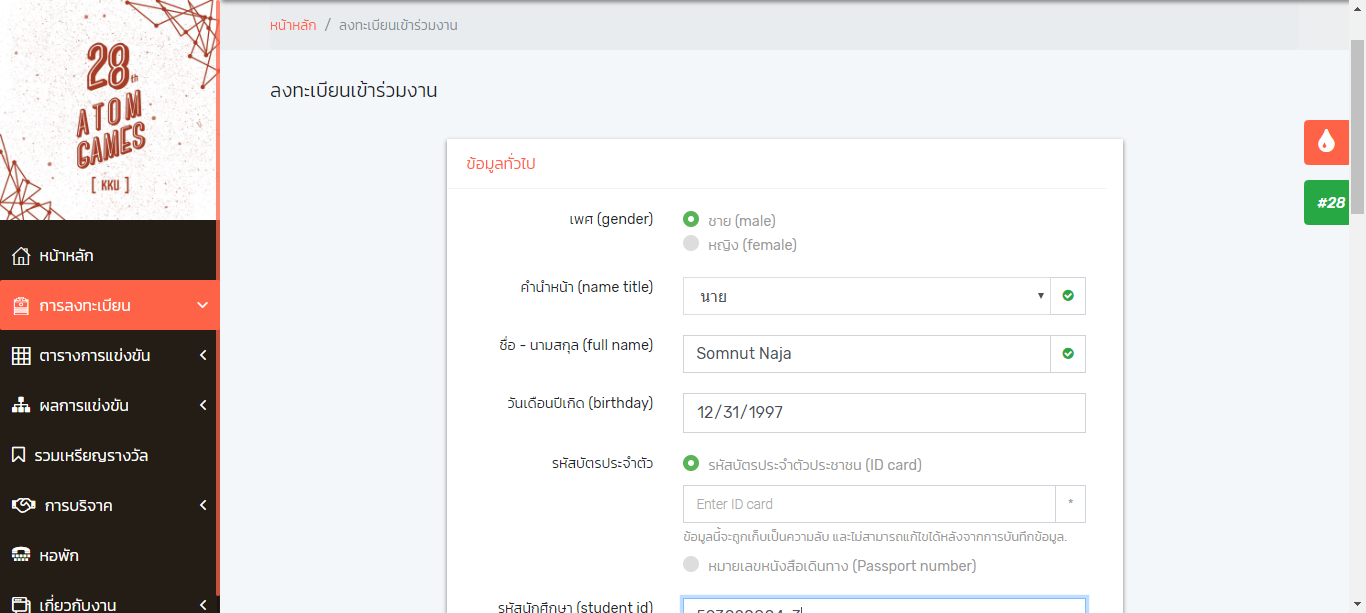 28th
ATOM
GAMES
[ KKU ]
หน้าหลัก
การลงทะเบียน
ตารางการแข่งขัน
ผลการแข่งขัน
รวมเหรียญรางวัล
การบริจาค
หอพัก
เกี่ยวกับงาน
หน้าหลัก / ลงทะเบียนเข้าร่วมงาน
ลงทะเบียนเข้าร่วมงาน
ข้อมูลทั่วไป
เพศ (gender)
ชาย (male)
หญิง (female)
คำนำหน้า (name title)
นาย
ชื่อ - นามสกุล (full name)
Somnut Naja
วันเดือนปีเกิด (birthday)
12/31/1997
รหัสบัตรประจำตัว
รหัสบัตรประจำตัวประชาชน (ID card)
Enter ID card *
ข้อมูลนี้จะถูกเก็บเป็นความลับ และไม่สามารถแก้ไขได้หลังจากการบันทึกข้อมูล.
หมายเลขหนังสือเดินทาง (Passport number)
รหัสนักศึกษา (student id)
#28